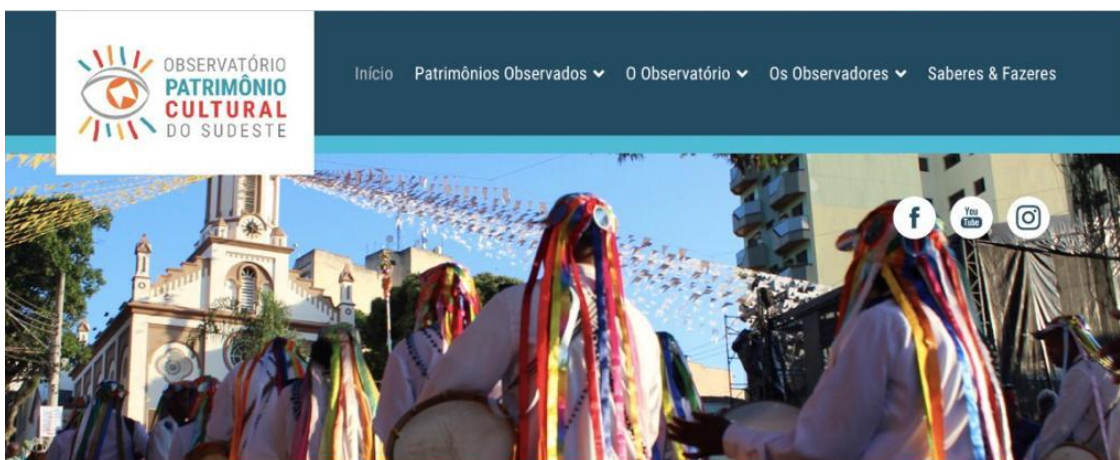 OBSERVATÓRIO
PATRIMÔNIO
CULTURAL
DO SUDESTE
Início Patrimônios Observados O Observatório Os Observadores Saberes & Fazeres
f You Tube